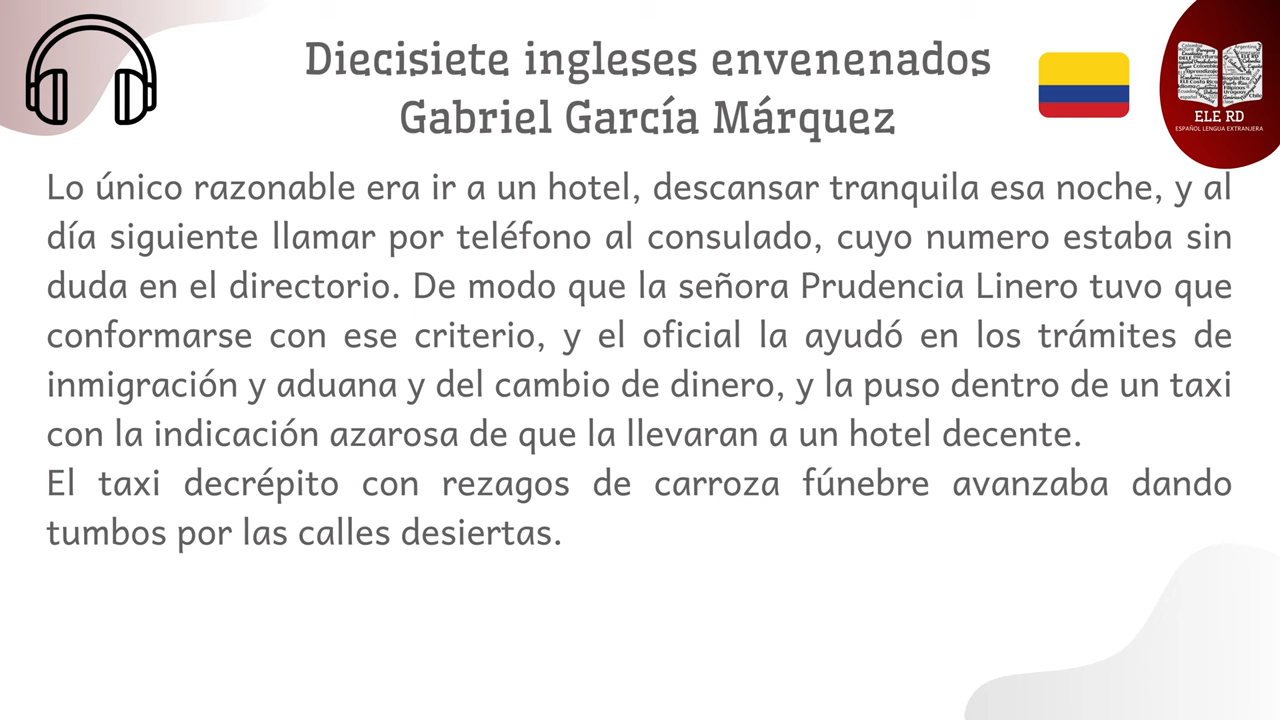 Diecisiete ingleses envenenados
Gabriel García Márquez
ELE RD
ESPAÑOL LENGUA EXTRANJERA
Lo único razonable era ir a un hotel, descansar tranquila esa noche, y al
día siguiente llamar por teléfono al consulado, cuyo numero estaba sin
duda en el directorio. De modo que la señora Prudencia Linero tuvo que
conformarse con ese criterio, y el oficial la ayudó en los trámites de
inmigración y aduana y del cambio de dinero, y la puso dentro de un taxi
con la indicación azarosa de que la llevaran a un hotel decente.
El taxi decrépito con rezagos de carroza fúnebre avanzaba dando
tumbos por las calles desiertas.